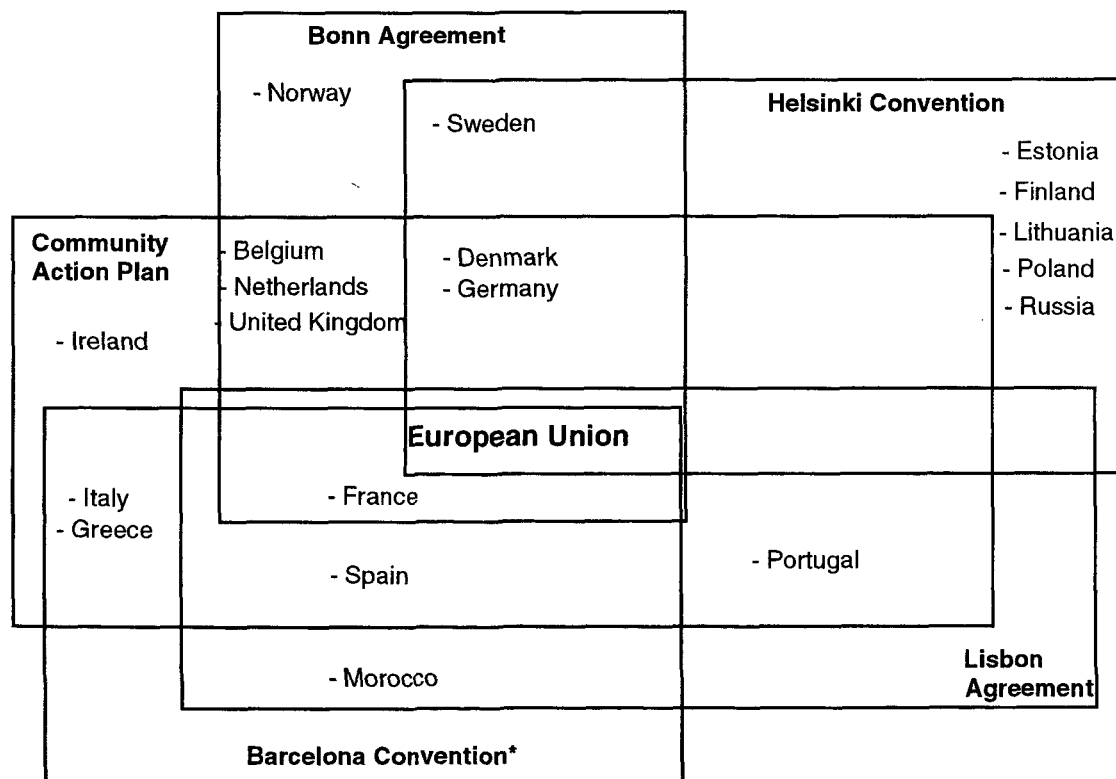 Bonn Agreement
- Norway
Helsinki Convention
- Sweden
- Estonia
- Finland
- Lithuania
- Poland
- Russia
Community
Action Plan
- Belgium
- Netherlands
- United Kingdom
- Denmark
- Germany
- Ireland
European Union
- Italy
- Greece
- France
- Spain
- Portugal
- Morocco
Lisbon
Agreement
Barcelona Convention*